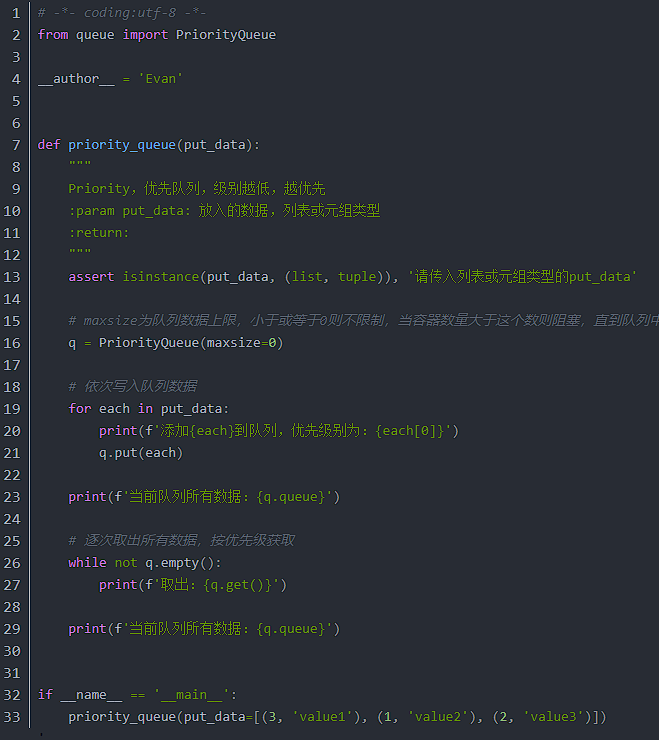 1 # -*- coding:utf-8 -*-
2 from queue import PriorityQueue
3
4 __author__ = 'Evan'
5
6
7 def priority_queue(put_data):
8 """
9 Priority，优先队列，级别越低，越优先
10 :param put_data: 放入的数据，列表或元组类型
11 :return:
12 """
13 assert isinstance(put_data, (list, tuple)), '请传入列表或元组类型的put_data'
14
15 # maxsize为队列数据上限，小于或等于0则不限制，当容器数量大于这个数则阻塞，直到队列中
16 q = PriorityQueue(maxsize=0)
17
18 # 依次写入队列数据
19 for each in put_data:
20 print(f'添加{each}到队列，优先级别为：{each[0]}')
21 q.put(each)
22
23 print(f'当前队列所有数据：{q.queue}')
24
25 # 逐次取出所有数据，按优先级获取
26 while not q.empty():
27 print(f'取出：{q.get()}')
28
29 print(f'当前队列所有数据：{q.queue}')
30
31
32 if __name__ == '__main__':
33 priority_queue(put_data=[(3, 'value1'), (1, 'value2'), (2, 'value3')])